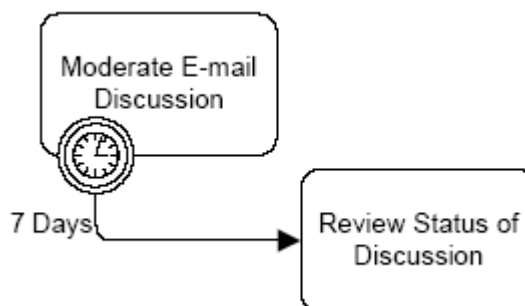 Moderate E-mail
Discussion
7 Days
Review Status of
Discussion